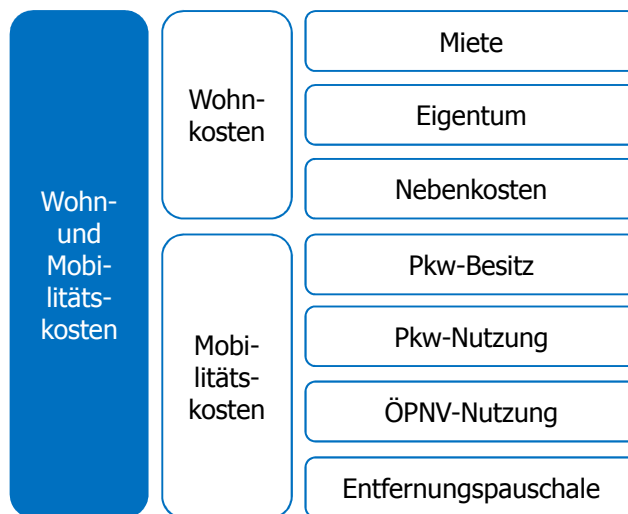 Wohn-
und
Mobi-
litäts-
kosten
Wohn-
kosten
Miete
Eigentum
Nebenkosten
Mobi-
litäts-
kosten
Pkw-Besitz
Pkw-Nutzung
ÖPNV-Nutzung
Entfernungspauschale